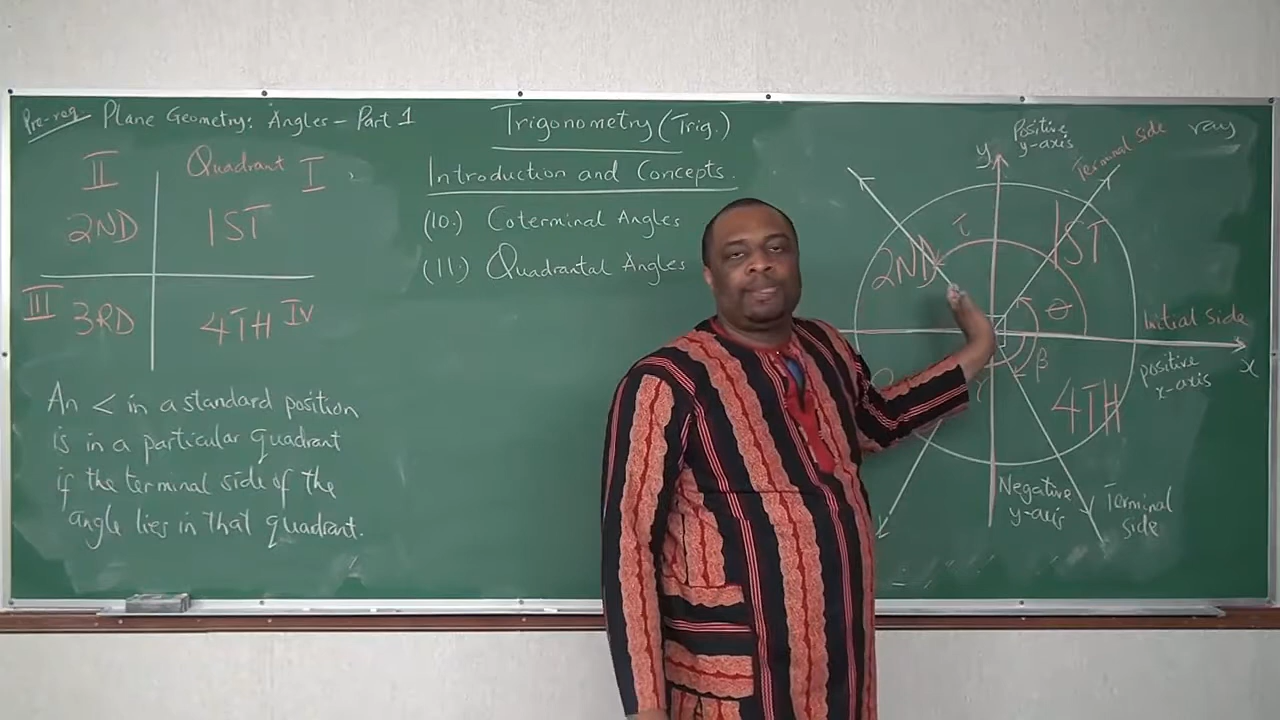 Pre-req Plane Geometry: Angles – Part 1
II Quadrant I
2ND 1ST
III 3RD 4TH IV
An < in a standard position
is in a particular quadrant
if the terminal side of the
angle lies in that quadrant.
Trigonometry (Trig.)
Introduction and Concepts.
(10.) Coterminal Angles
(11.) Quadrantal Angles
y Positive
y-axis
Terminal side
ray
2ND τ 1ST
θ
Initial side
β
positive
x-axis
x
4TH
Negative
y-axis
Terminal
side